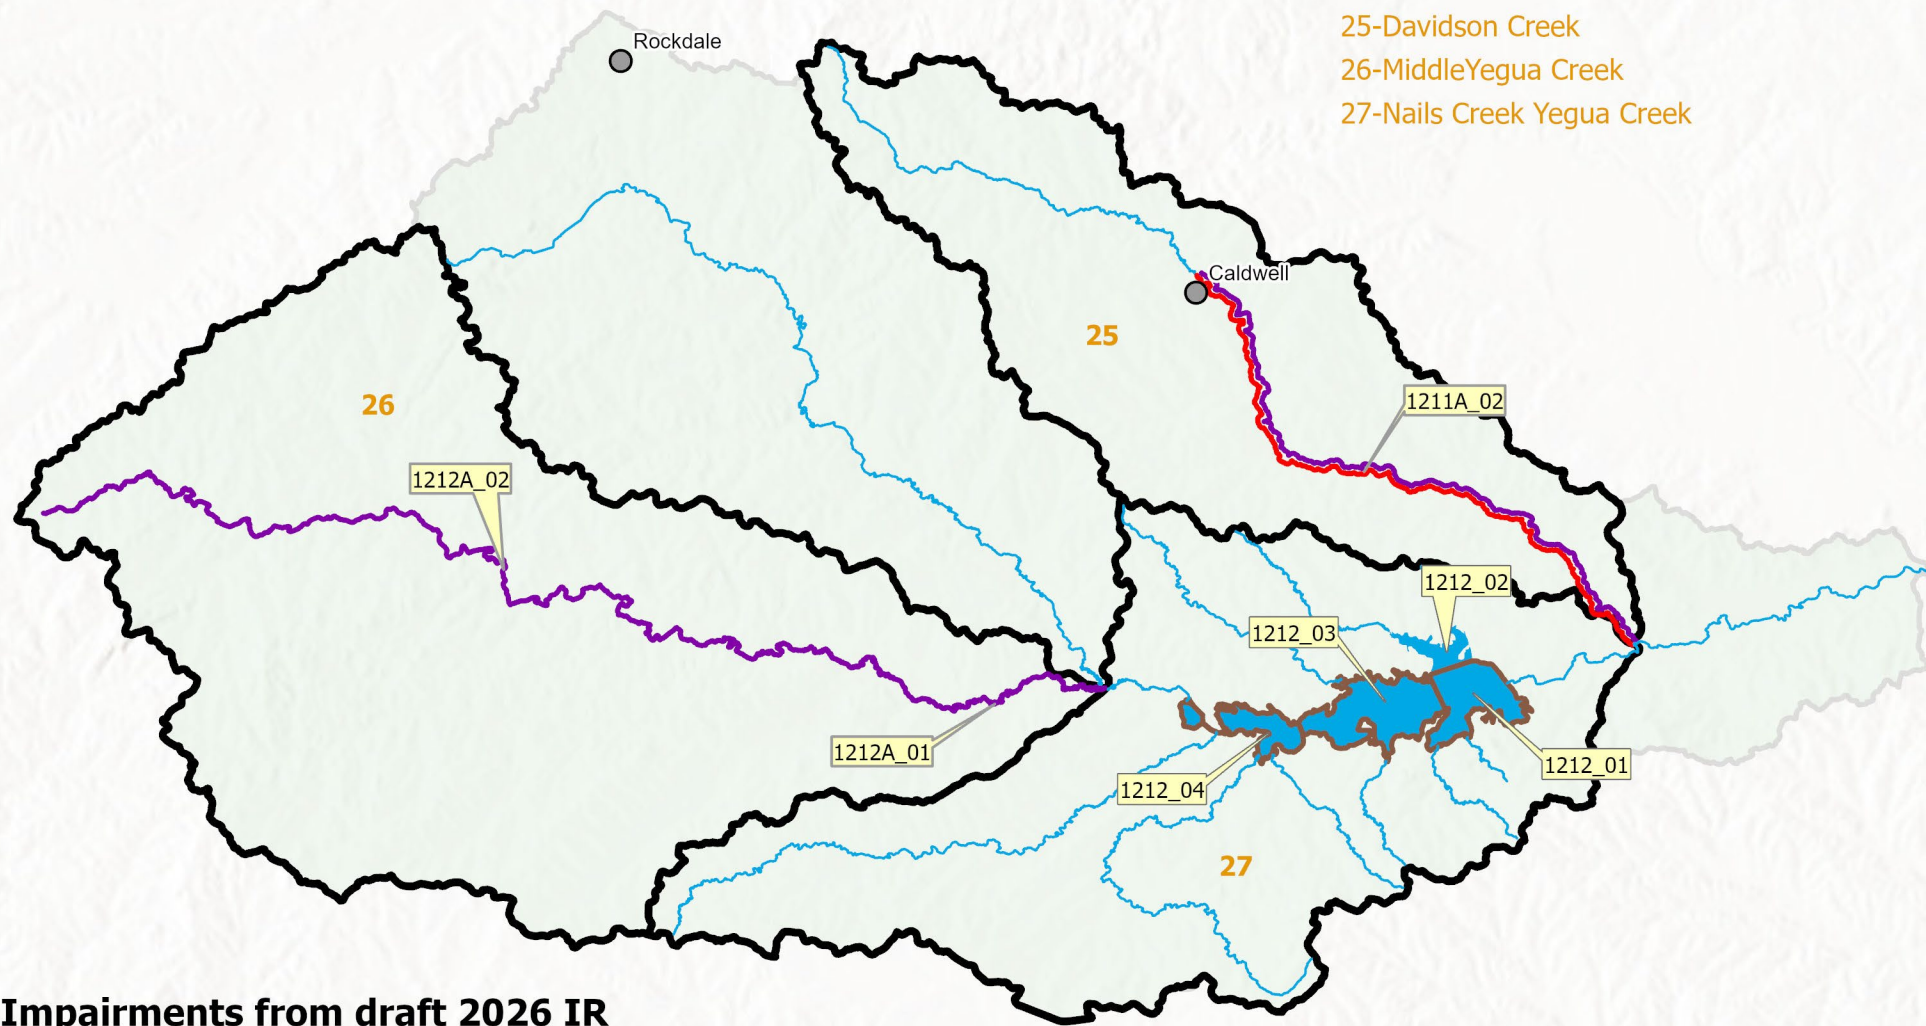 25-Davidson Creek
26-MiddleYegua Creek
27-Nails Creek Yegua Creek
Rockdale
Caldwell
25
1211A_02
26
1212A_02
1212_02
1212_03
1212A_01
1212_01
1212_04
27
Impairments from draft 2026 IR